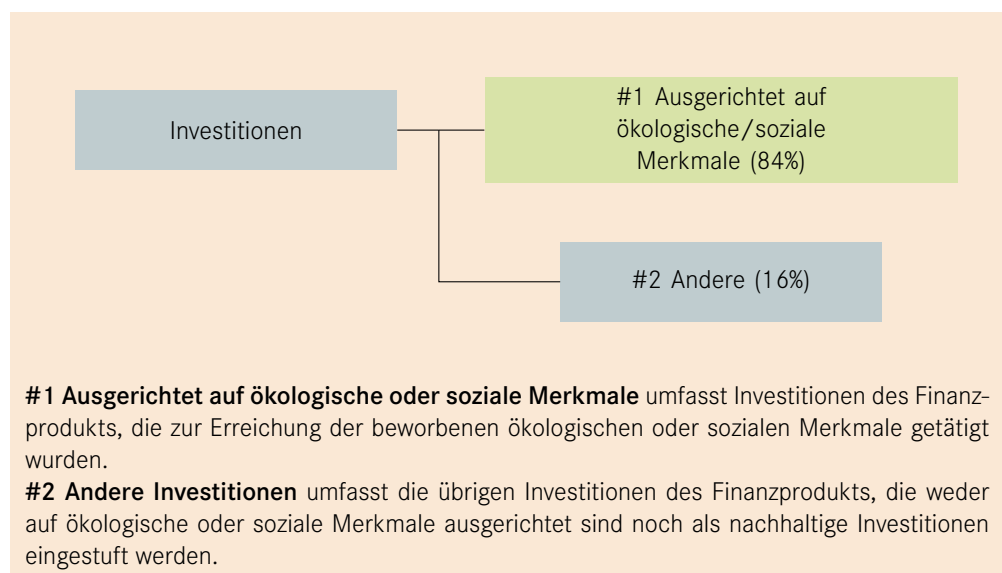 Investitionen
#1 Ausgerichtet auf
ökologische/soziale
Merkmale (84%)
#2 Andere (16%)
#1 Ausgerichtet auf ökologische oder soziale Merkmale umfasst Investitionen des Finanz-
produkts, die zur Erreichung der beworbenen ökologischen oder sozialen Merkmale getätigt
wurden.
#2 Andere Investitionen umfasst die übrigen Investitionen des Finanzprodukts, die weder
auf ökologische oder soziale Merkmale ausgerichtet sind noch als nachhaltige Investitionen
eingestuft werden.